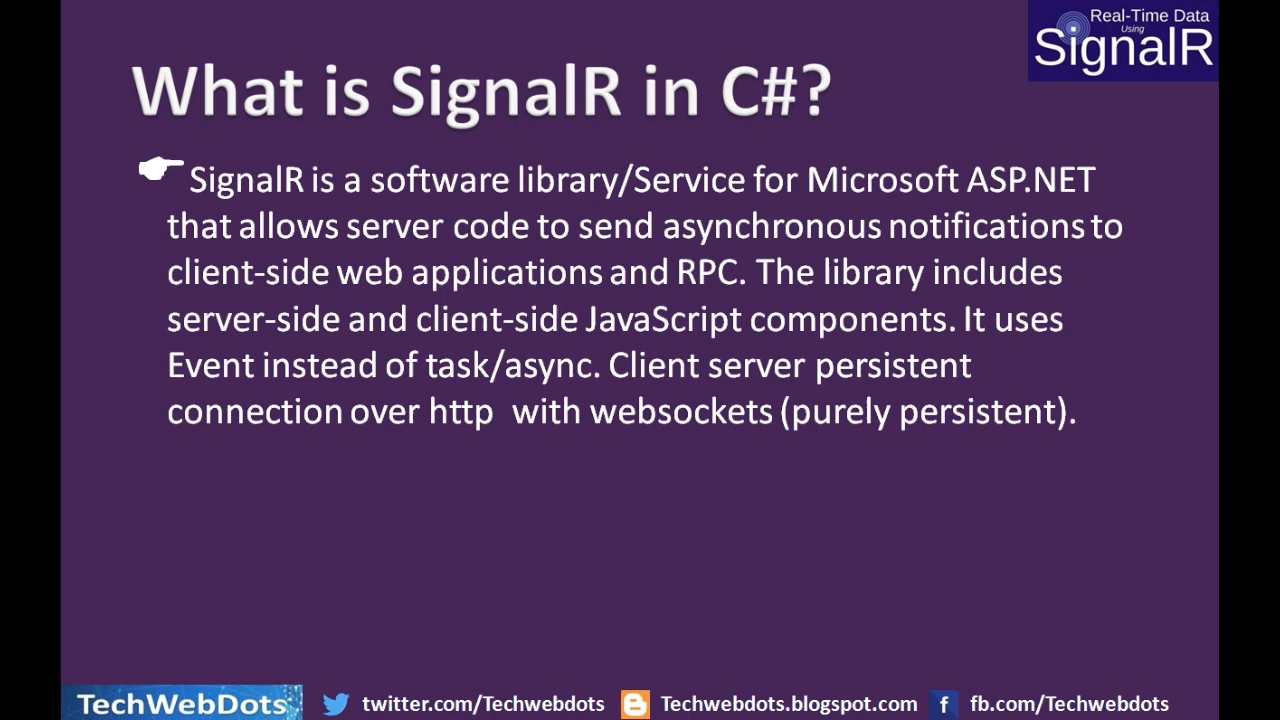 Real-Time Data
Using
SignalR
What is SignalR in C#?
SignalR is a software library/Service for Microsoft ASP.NET
that allows server code to send asynchronous notifications to
client-side web applications and RPC. The library includes
server-side and client-side JavaScript components. It uses
Event instead of task/async. Client server persistent
connection over http with websockets (purely persistent).
TechWebDots twitter.com/Techwebdots Techwebdots.blogspot.com fb.com/Techwebdots